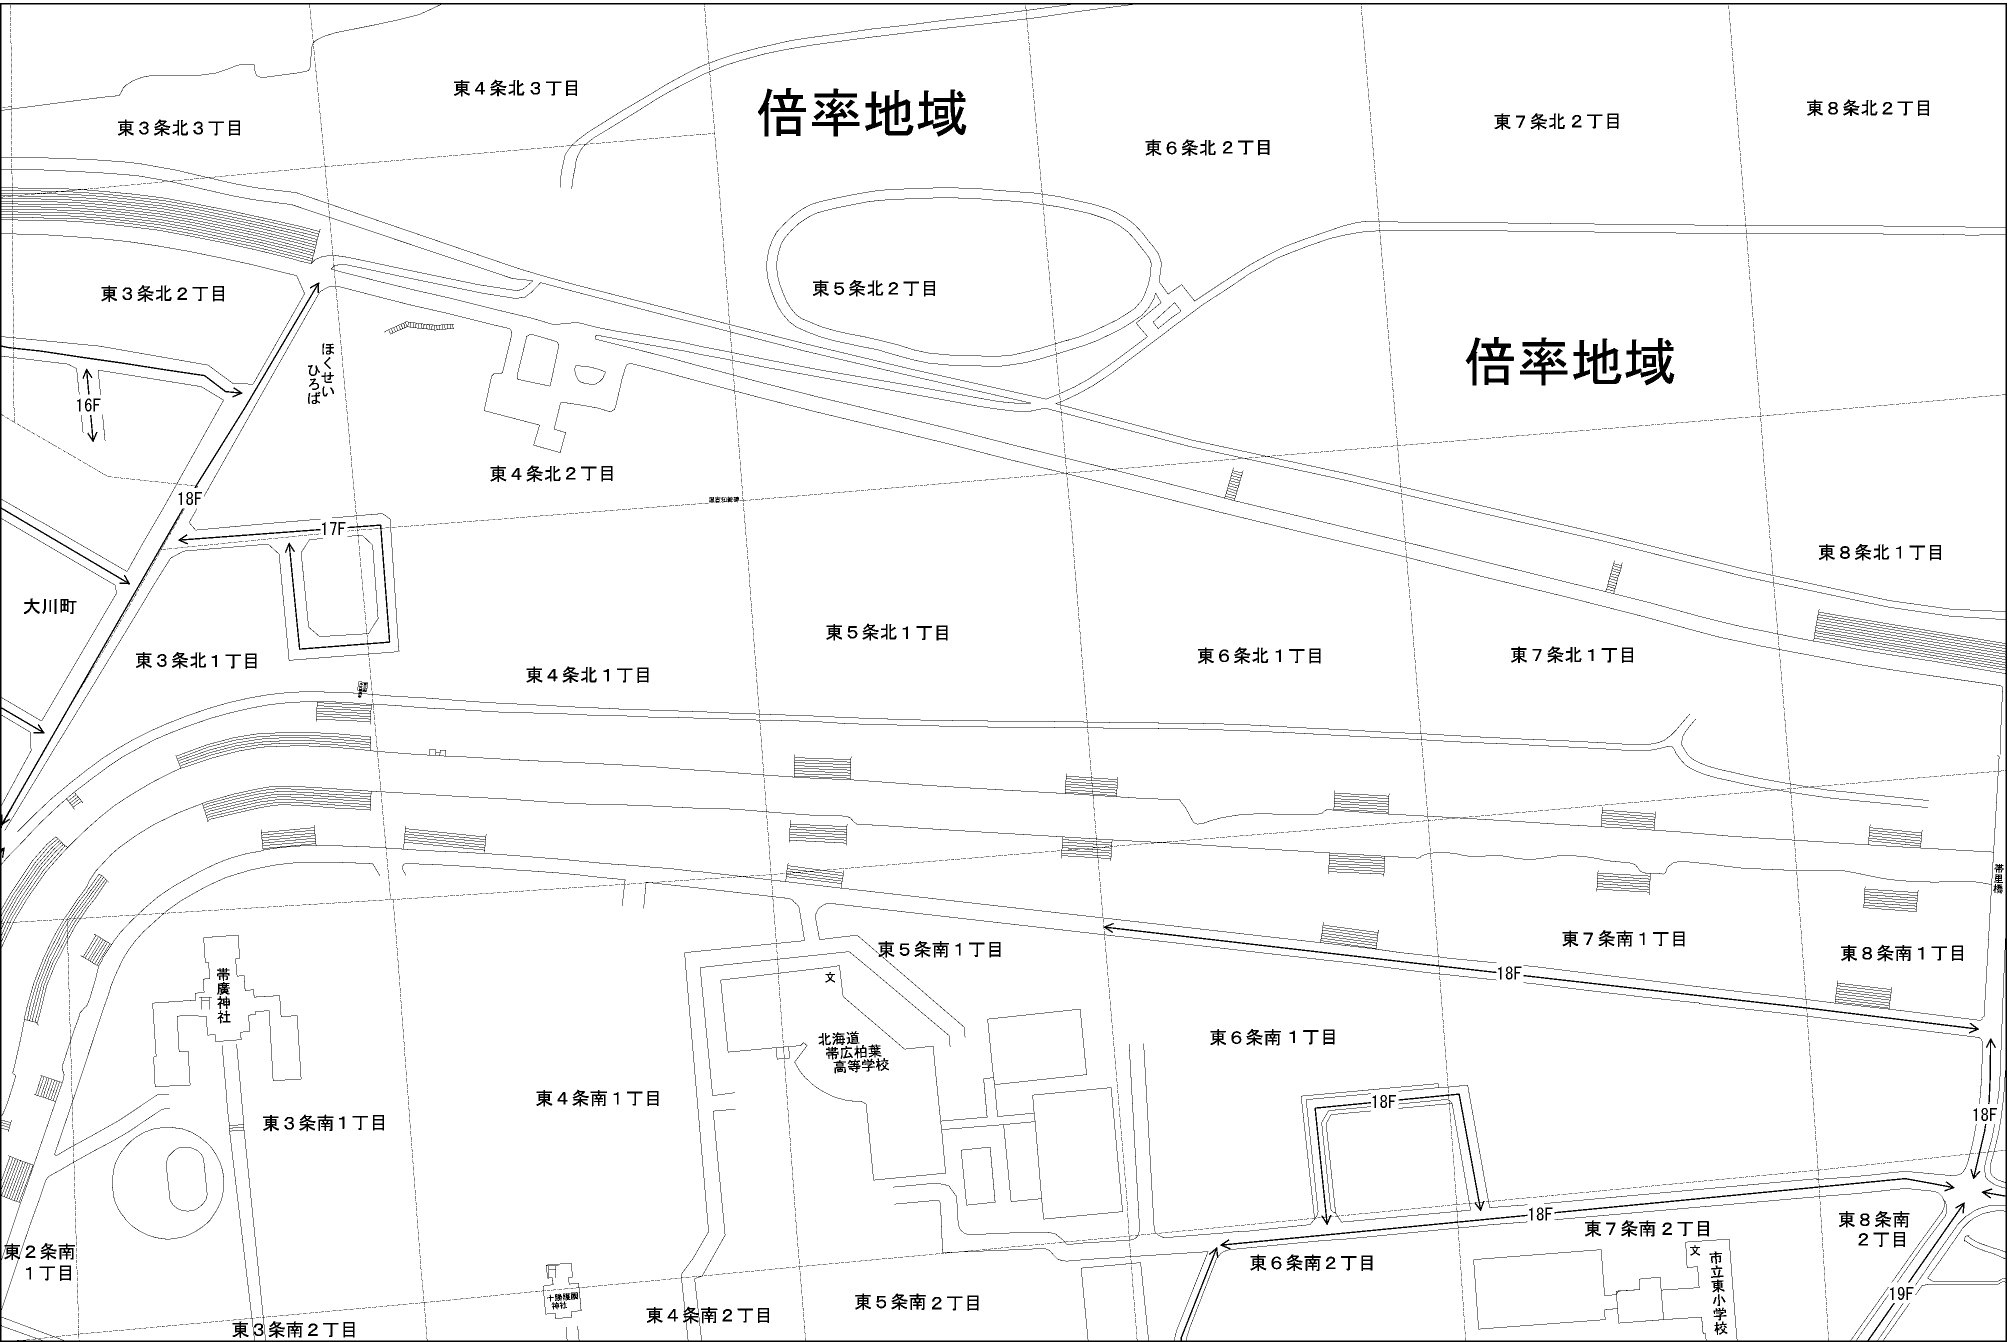 東４条北３丁目
倍率地域
東８条北２丁目
東３条北３丁目
東７条北２丁目
東６条北２丁目
東３条北２丁目
東５条北２丁目
ほくせい
ひろば
倍率地域
16F
東４条北２丁目
18F
17F
東８条北１丁目
大川町
東５条北１丁目
東３条北１丁目
東４条北１丁目
東６条北１丁目
東７条北１丁目
帯里橋
東７条南１丁目
東５条南１丁目
東８条南１丁目
18F
文
帯廣神社
北海道
帯広柏葉
高等学校
東６条南１丁目
東４条南１丁目
18F
18F
東３条南１丁目
18F
東８条南
２丁目
東７条南２丁目
東２条南
１丁目
東６条南２丁目
文
市立東小学校
19F
十勝護國
神社
東５条南２丁目
東４条南２丁目
東３条南２丁目